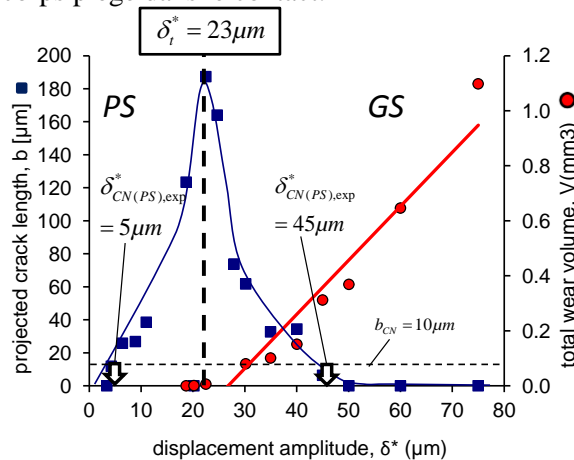 δ*t = 23μm
200
180
160
140
120
100
80
60
40
20
0
projected crack length, b [μm]
PS
GS
δ*CN(PS),exp
= 5μm
δ*CN(PS),exp
= 45μm
bCN = 10μm
1.2
1.0
0.8
0.6
0.4
0.2
0.0
total wear volume, V(mm3)
0 10 20 30 40 50 60 70 80
displacement amplitude, δ* (μm)